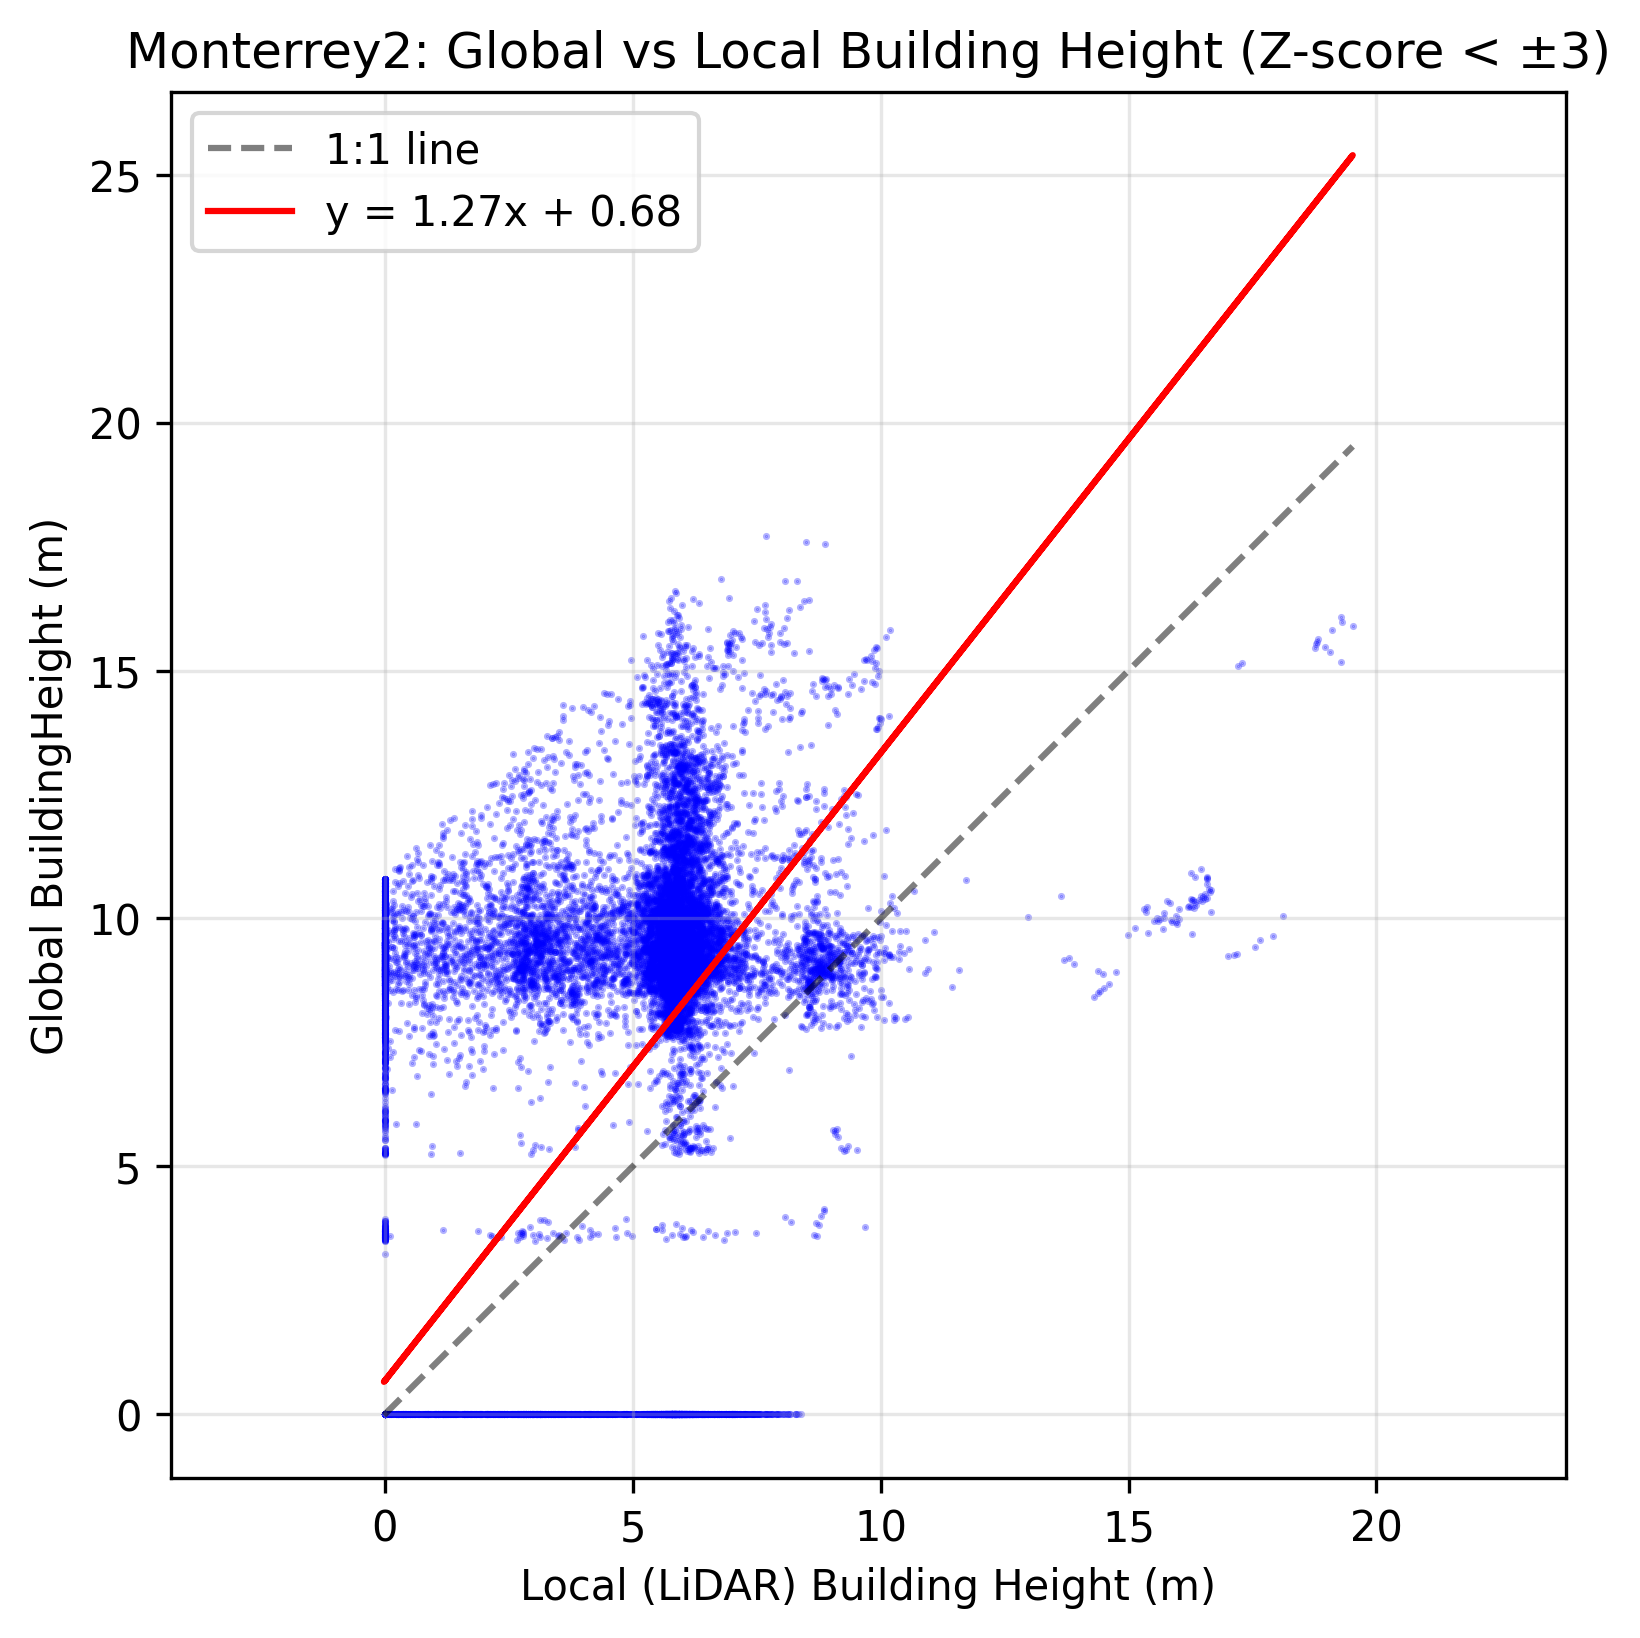 Monterrey2: Global vs Local Building Height (Z-score < ±3)
1:1 line
y = 1.27x + 0.68
Global BuildingHeight (m)
25
20
15
10
5
0
0 5 10 15 20
Local (LiDAR) Building Height (m)